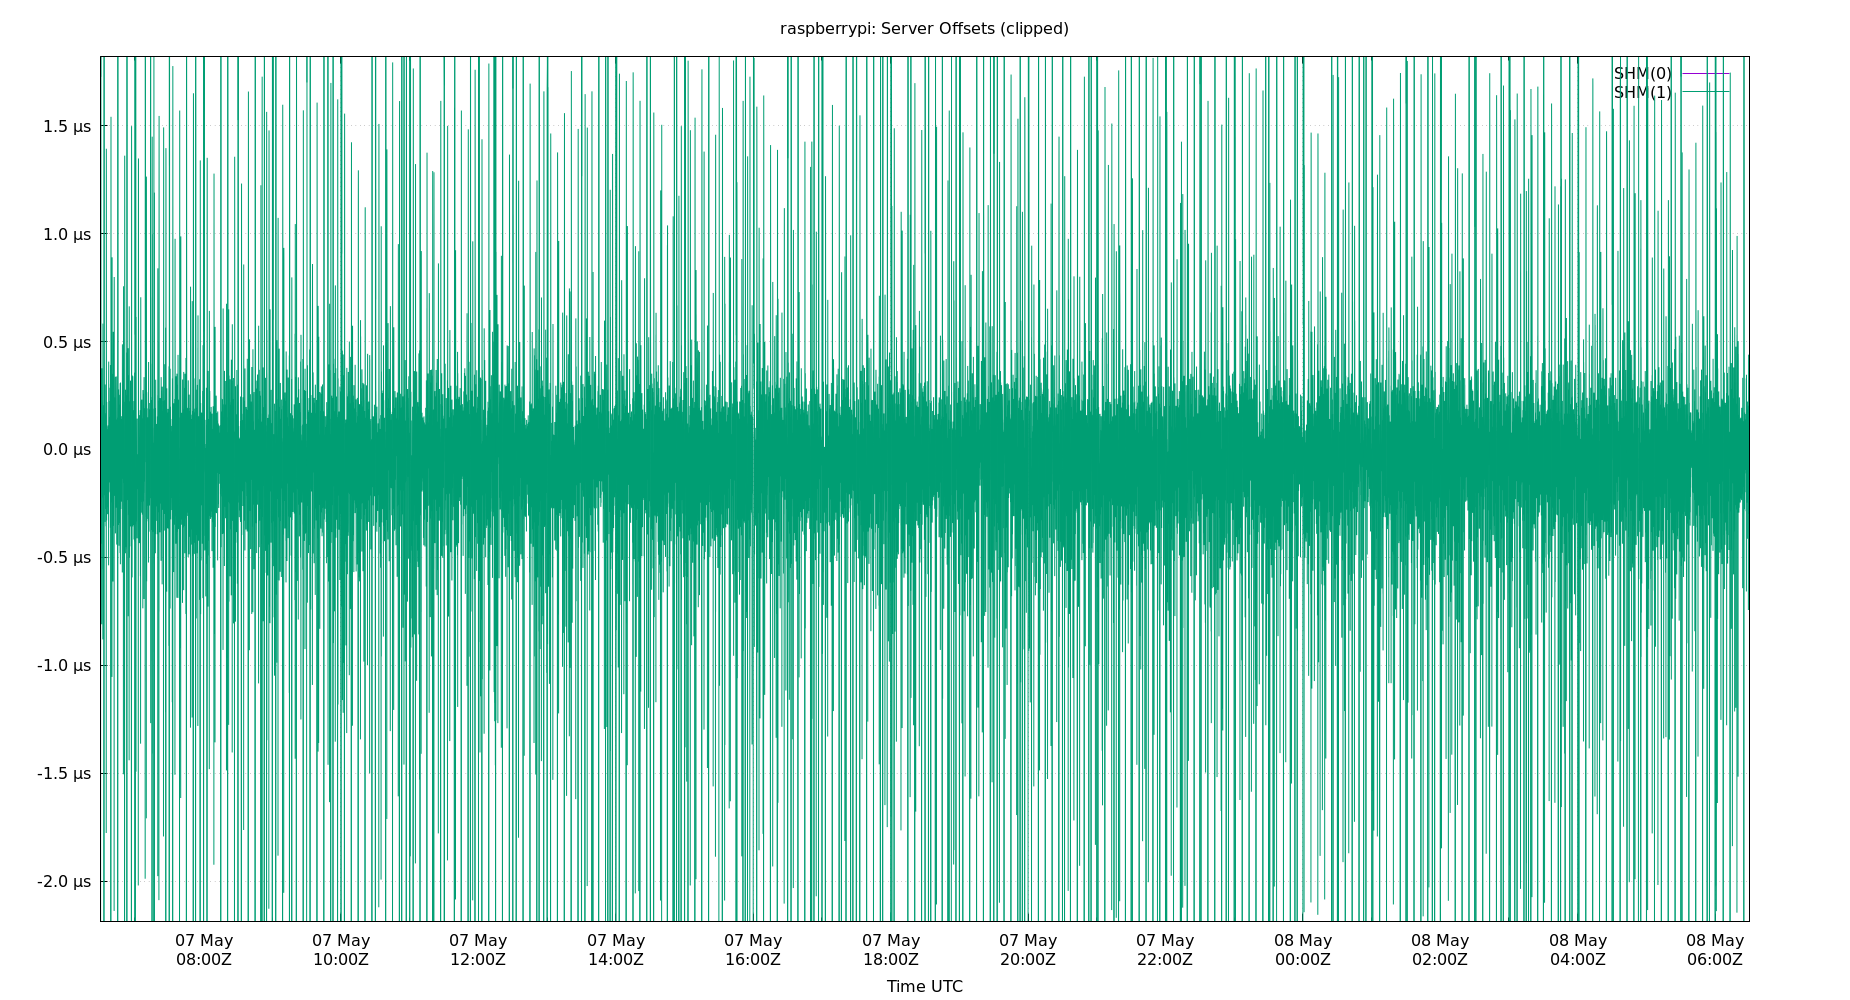 raspberrypi: Server Offsets (clipped)
SHM(0)
SHM(1)
1.5 µs
1.0 µs
0.5 µs
0.0 µs
-0.5 µs
-1.0 µs
-1.5 µs
-2.0 µs
07 May 07 May 07 May 07 May 07 May 07 May 07 May 07 May 08 May 08 May 08 May 08 May
08:00Z 10:00Z 12:00Z 14:00Z 16:00Z 18:00Z 20:00Z 22:00Z 00:00Z 02:00Z 04:00Z 06:00Z
Time UTC